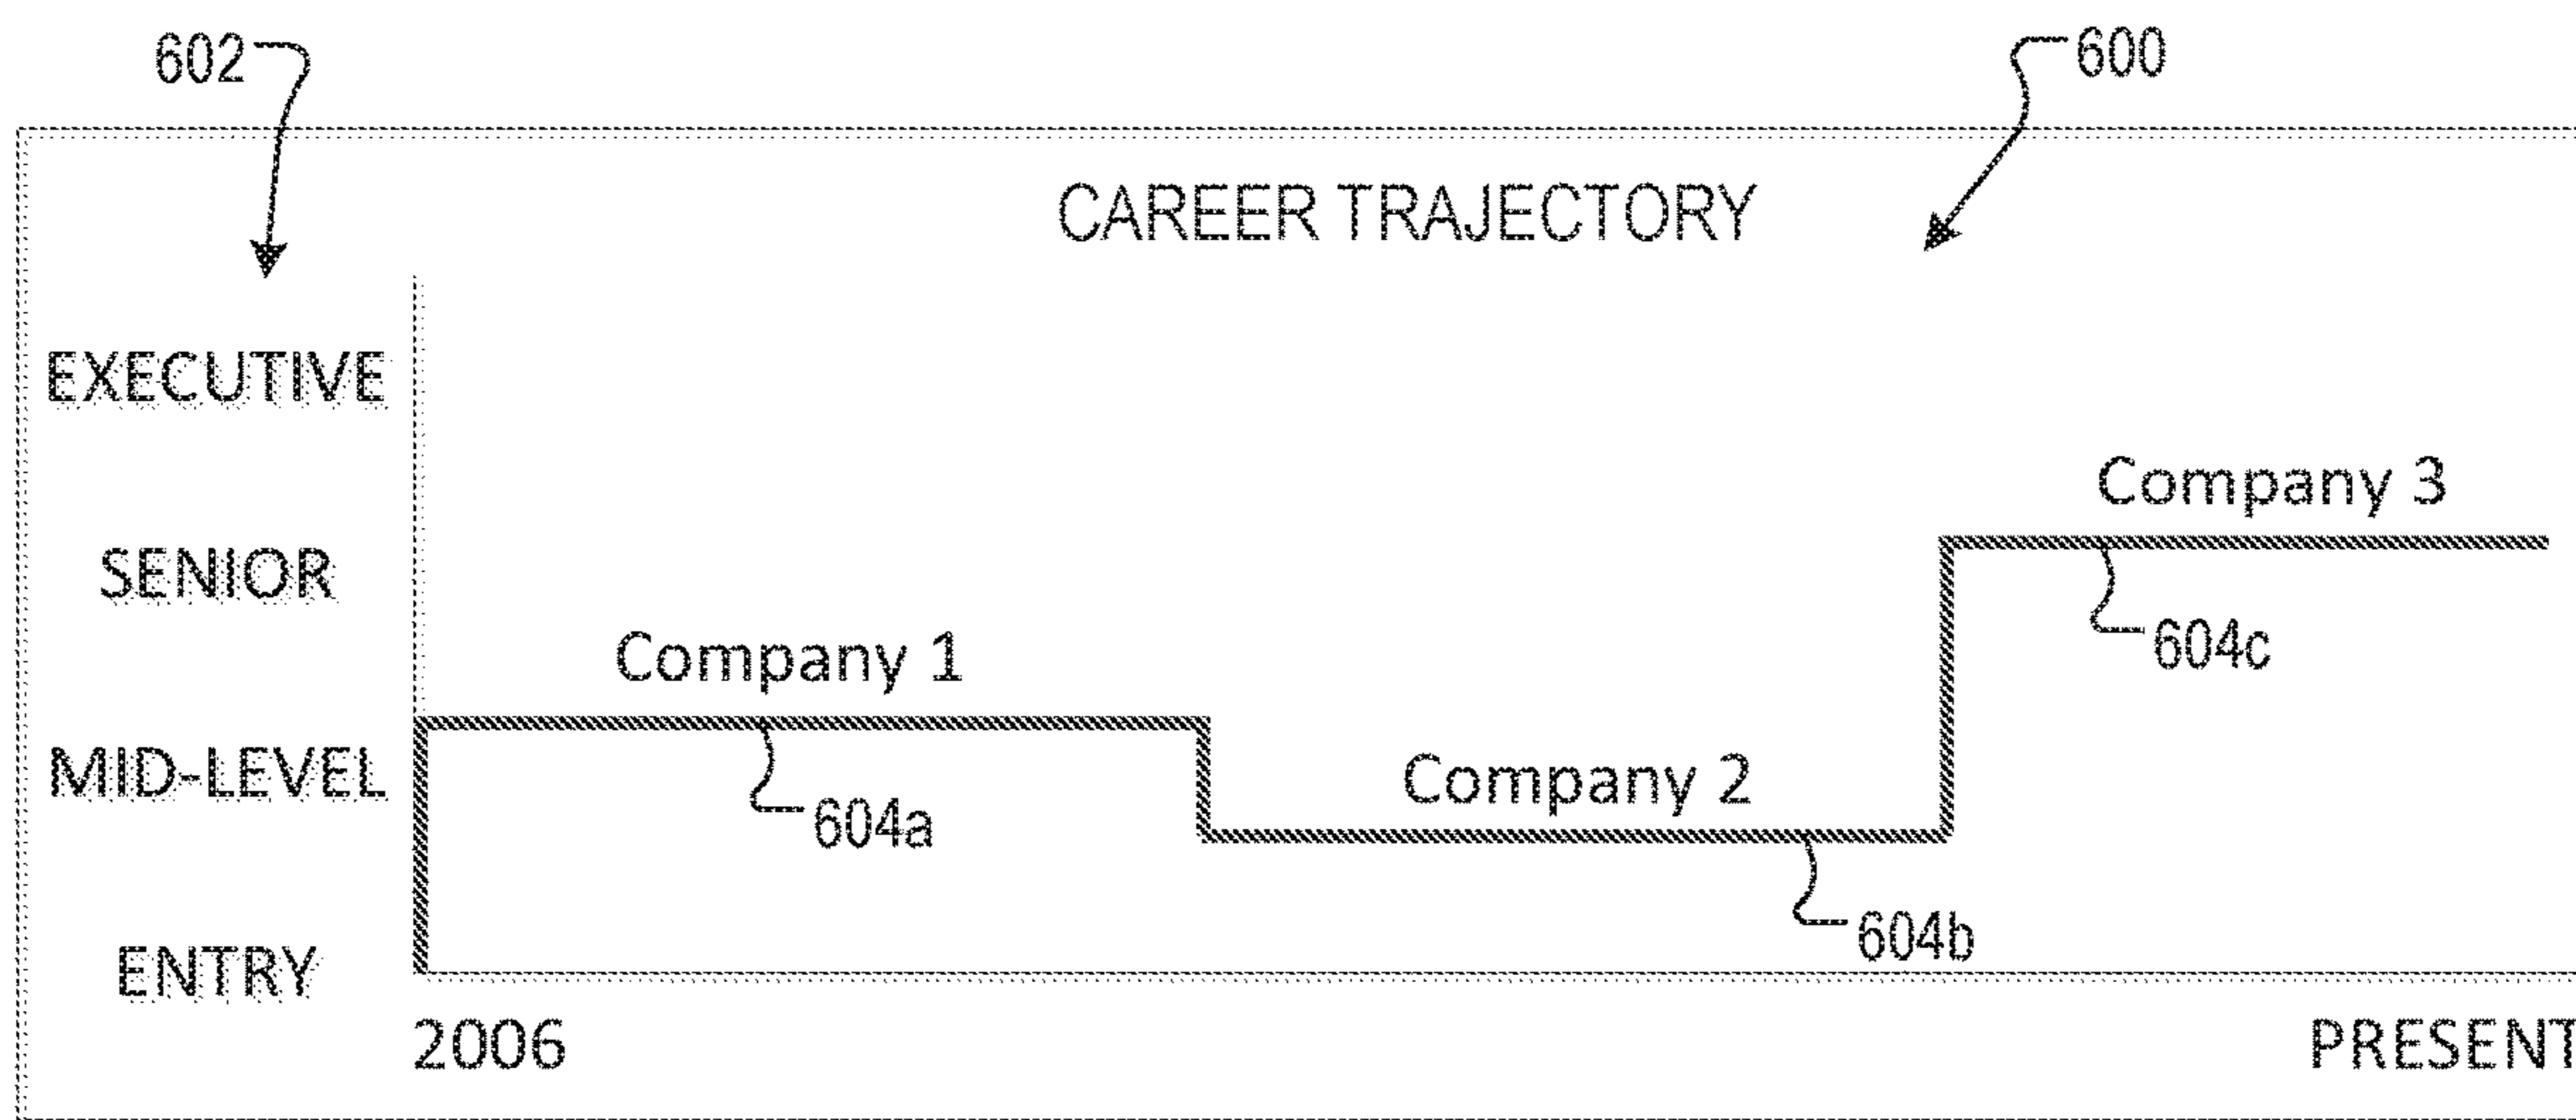 602
600
CAREER TRAJECTORY
EXECUTIVE
Company 3
SENIOR
604c
Company 1
MID-LEVEL
Company 2
604a
604b
ENTRY
2006
PRESENT